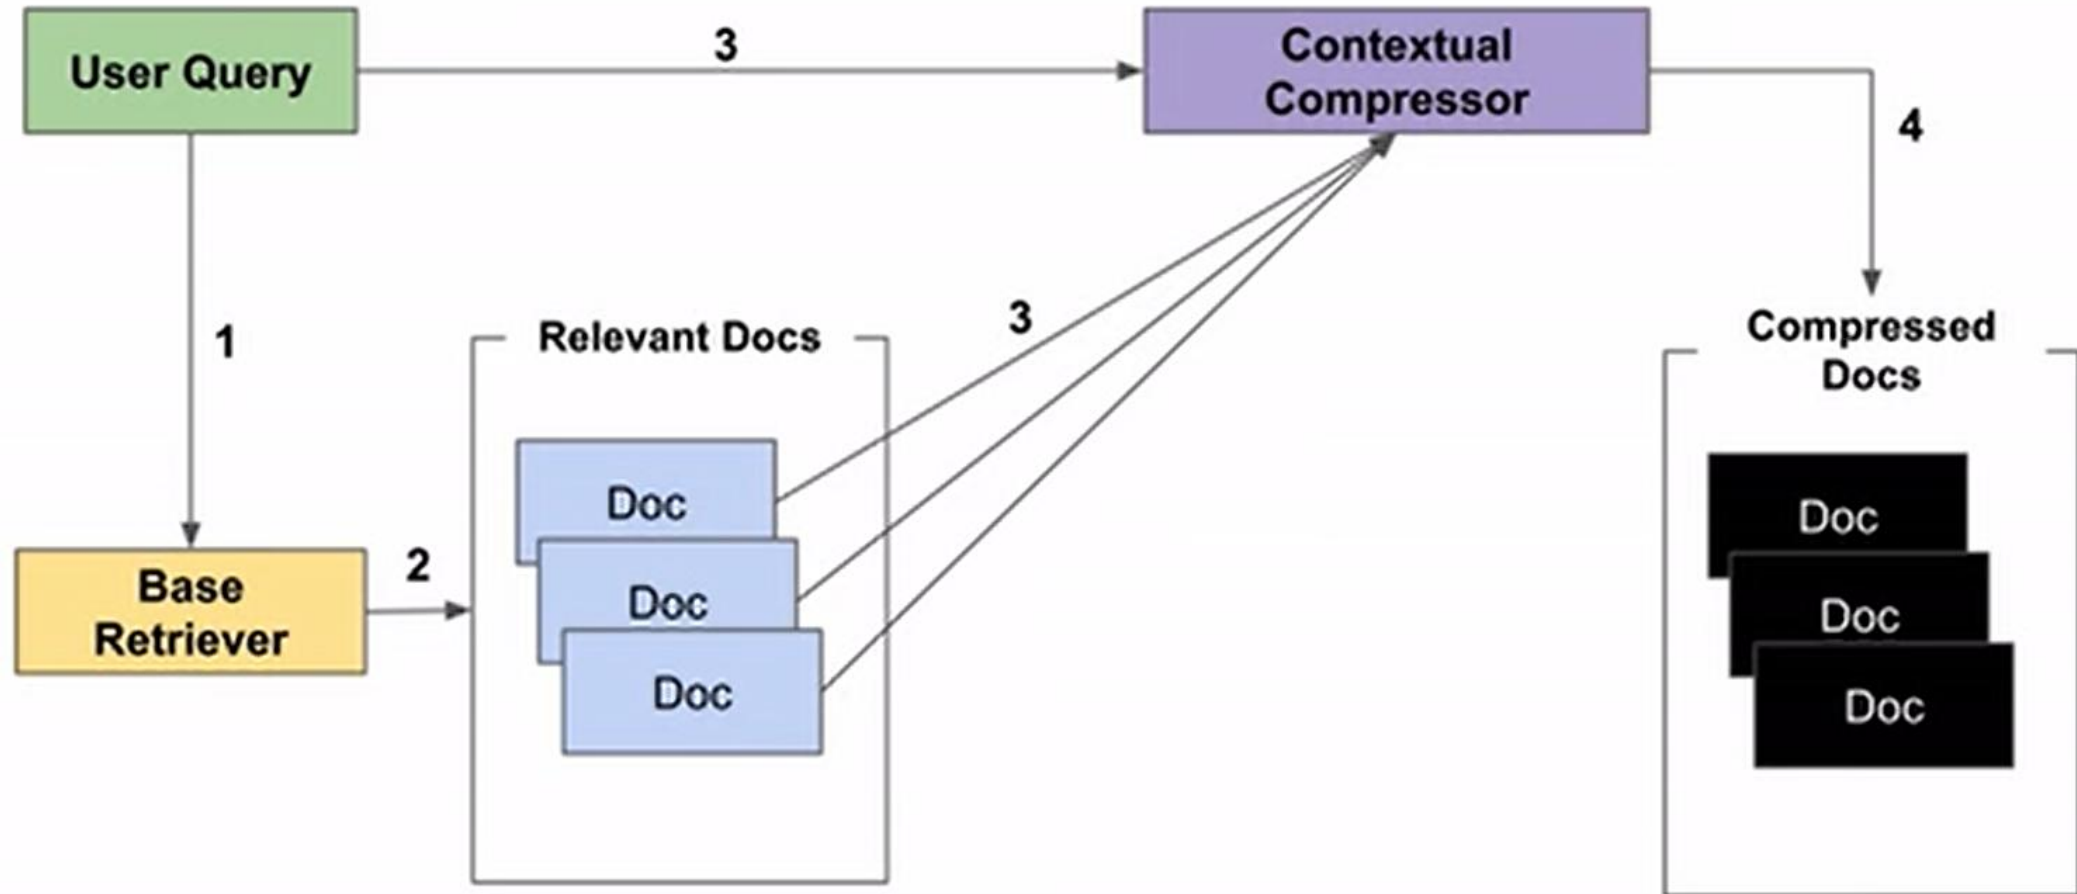 User Query
3
Contextual
Compressor
4
1
3
Relevant Docs
Compressed
Docs
Doc
Doc
Doc
Base
Retriever
2
Doc
Doc
Doc